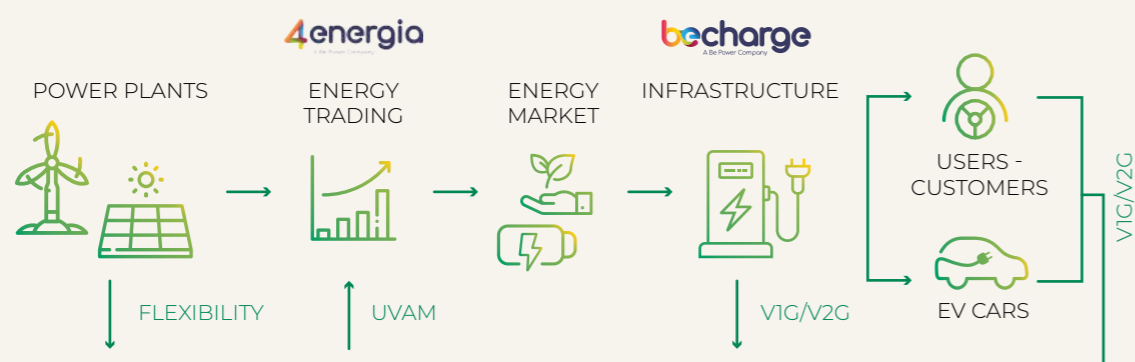 4energia
A Be Power Company
becharge
A Be Power Company
POWER PLANTS
ENERGY
TRADING
ENERGY
MARKET
INFRASTRUCTURE
USERS -
CUSTOMERS
EV CARS
FLEXIBILITY
UVAM
V1G/V2G
V1G/V2G